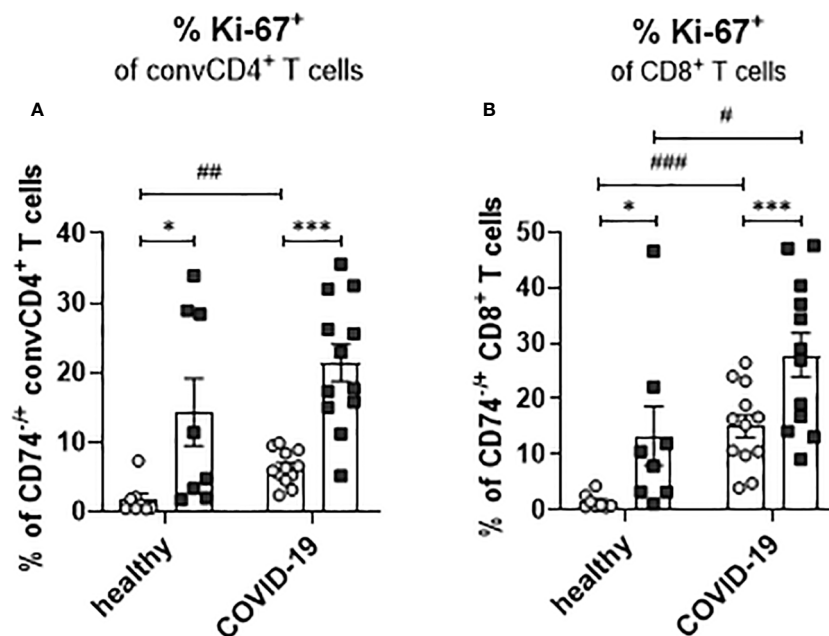 % Ki-67⁺
of convCD4⁺ T cells
A
##
*
***
% of CD74⁻/⁺ convCD4⁺ T cells
40
30
20
10
0
healthy
COVID-19
% Ki-67⁺
of CD8⁺ T cells
B
#
###
*
***
% of CD74⁻/⁺ CD8⁺ T cells
50
40
30
20
10
0
healthy
COVID-19